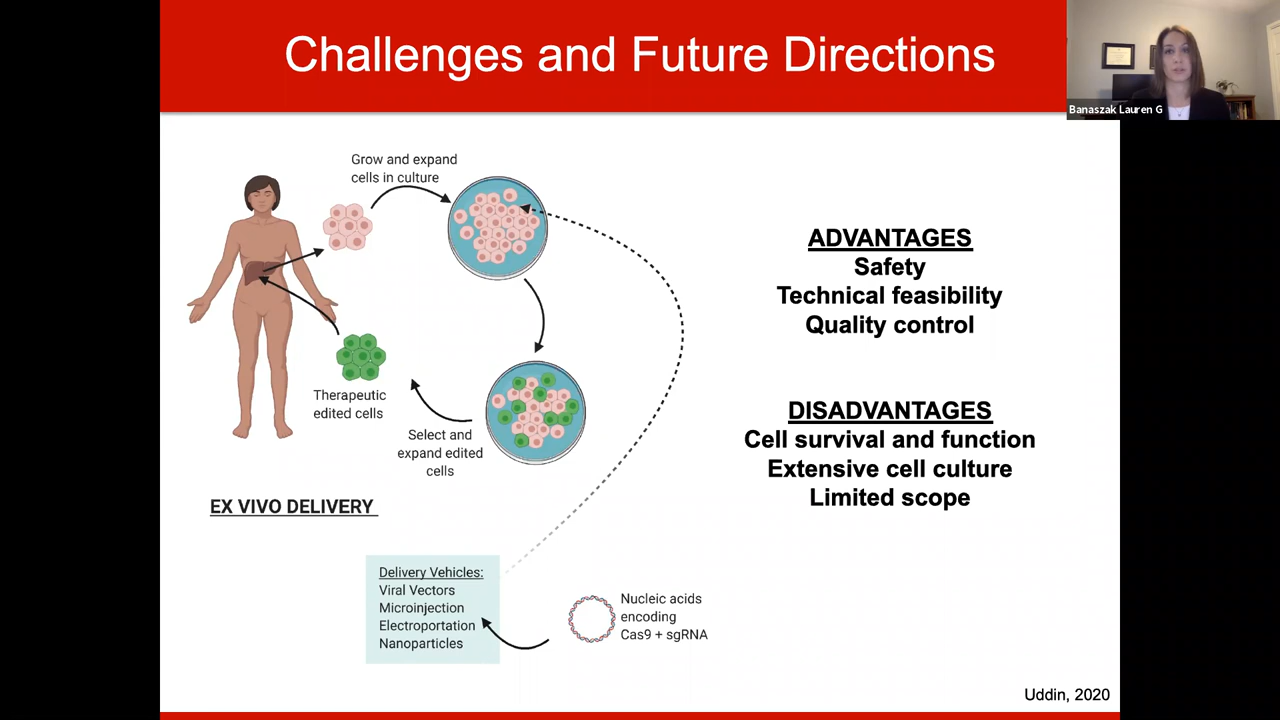 Challenges and Future Directions
Banaszak Lauren G
Grow and expand
cells in culture
Therapeutic
edited cells
Select and
expand edited
cells
EX VIVO DELIVERY
Delivery Vehicles:
Viral Vectors
Microinjection
Electroportation
Nanoparticles
Nucleic acids
encoding
Cas9 + sgRNA
ADVANTAGES
Safety
Technical feasibility
Quality control
DISADVANTAGES
Cell survival and function
Extensive cell culture
Limited scope
Uddin, 2020